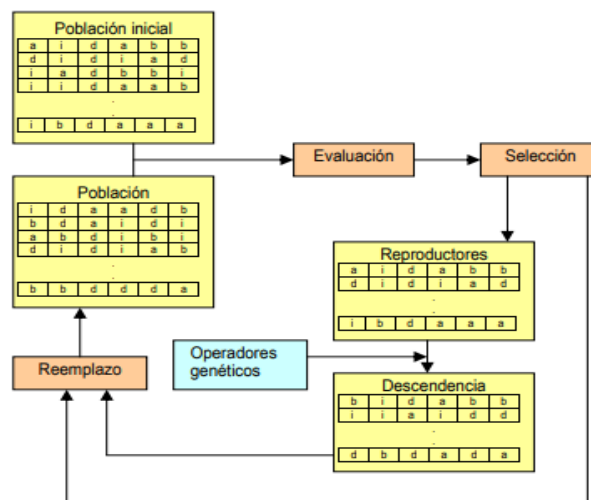 Población inicial
a i d a b b
d i d i a d
i a d b b i
i i d a a b
.
.
i b d a a a
Evaluación
Selección
Población
i d a a d b
b d a i d i
a b d i b i
d i d i a b
.
.
b b d d d a
Reproductores
a i d a b b
d i d i a d
.
.
i b d a a a
Operadores
genéticos
Reemplazo
Descendencia
b i d a b b
i i a i d d
.
.
d b d a d a